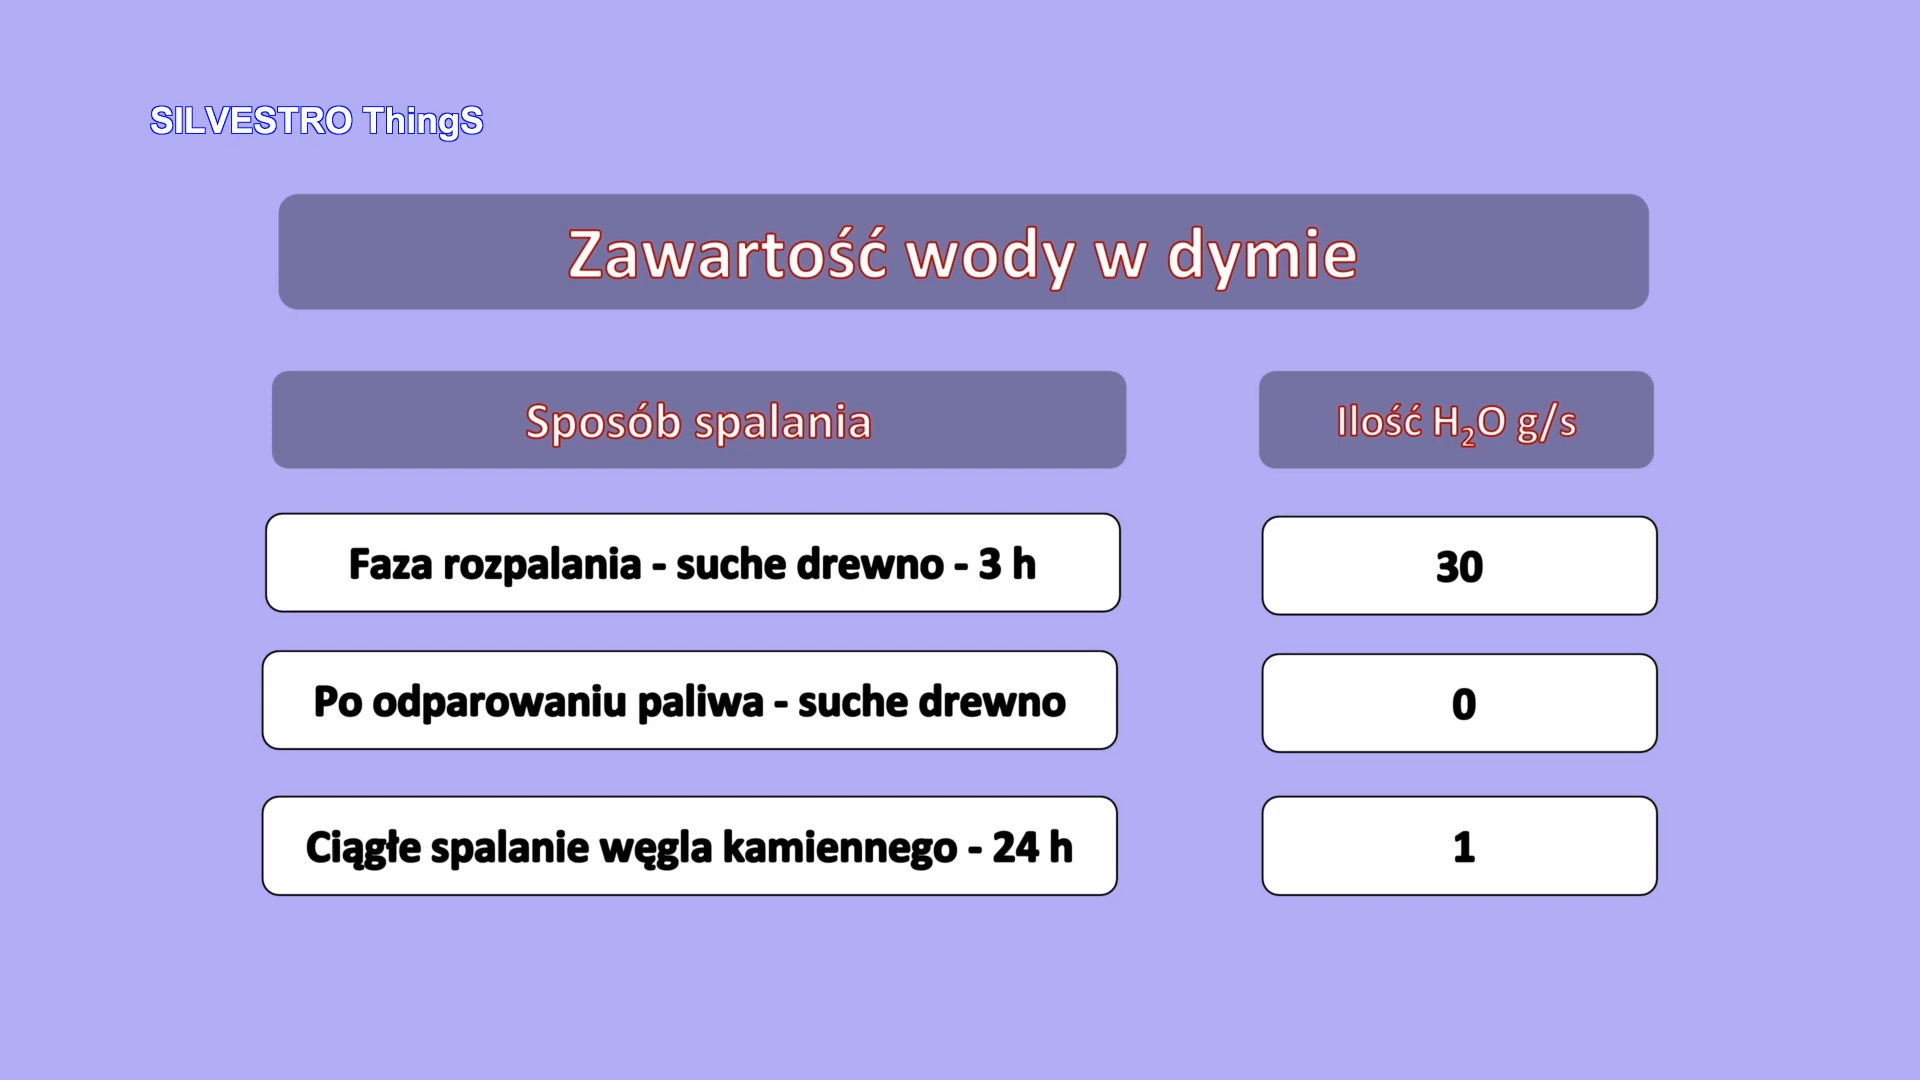 SILVESTRO ThingS
Zawartość wody w dymie
Sposób spalania
Ilość H₂O g/s
Faza rozpalania - suche drewno - 3 h
30
Po odparowaniu paliwa - suche drewno
0
Ciągłe spalanie węgla kamiennego - 24 h
1